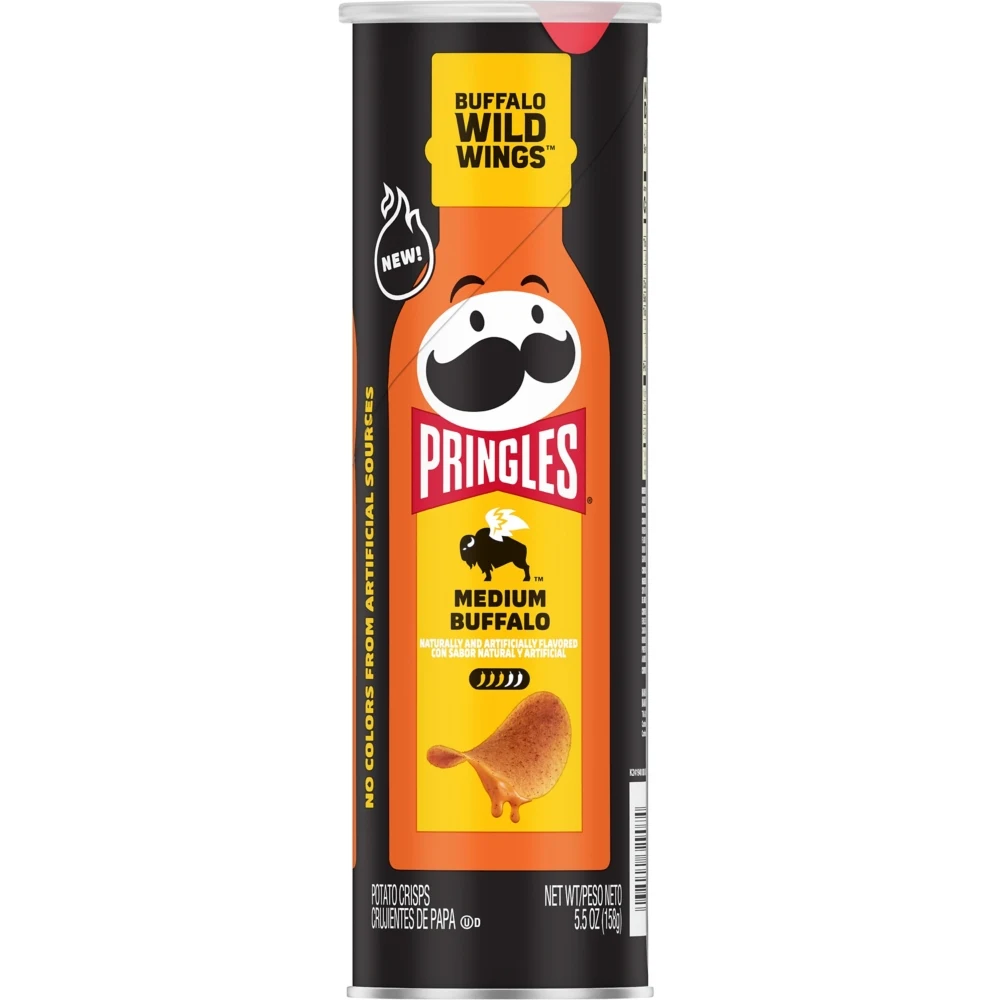 BUFFALO
WILD
WINGS™
NEW!
NO COLORS FROM ARTIFICIAL SOURCES
PRINGLES®
™
MEDIUM
BUFFALO
NATURALLY AND ARTIFICIALLY FLAVORED
CON SABOR NATURAL Y ARTIFICIAL
POTATO CRISPS
CRUJIENTES DE PAPA ⓊD
NET WT/PESO NETO
5.5 OZ (158g)